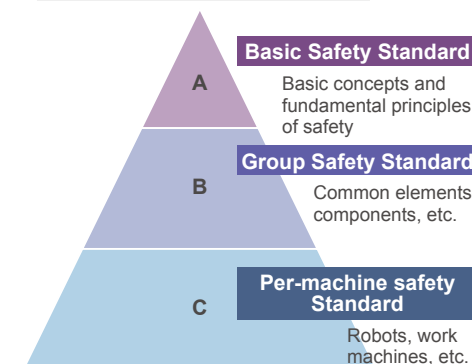 A
Basic Safety Standard
Basic concepts and
fundamental principles
of safety
B
Group Safety Standard
Common elements
components, etc.
C
Per-machine safety
Standard
Robots, work
machines, etc.